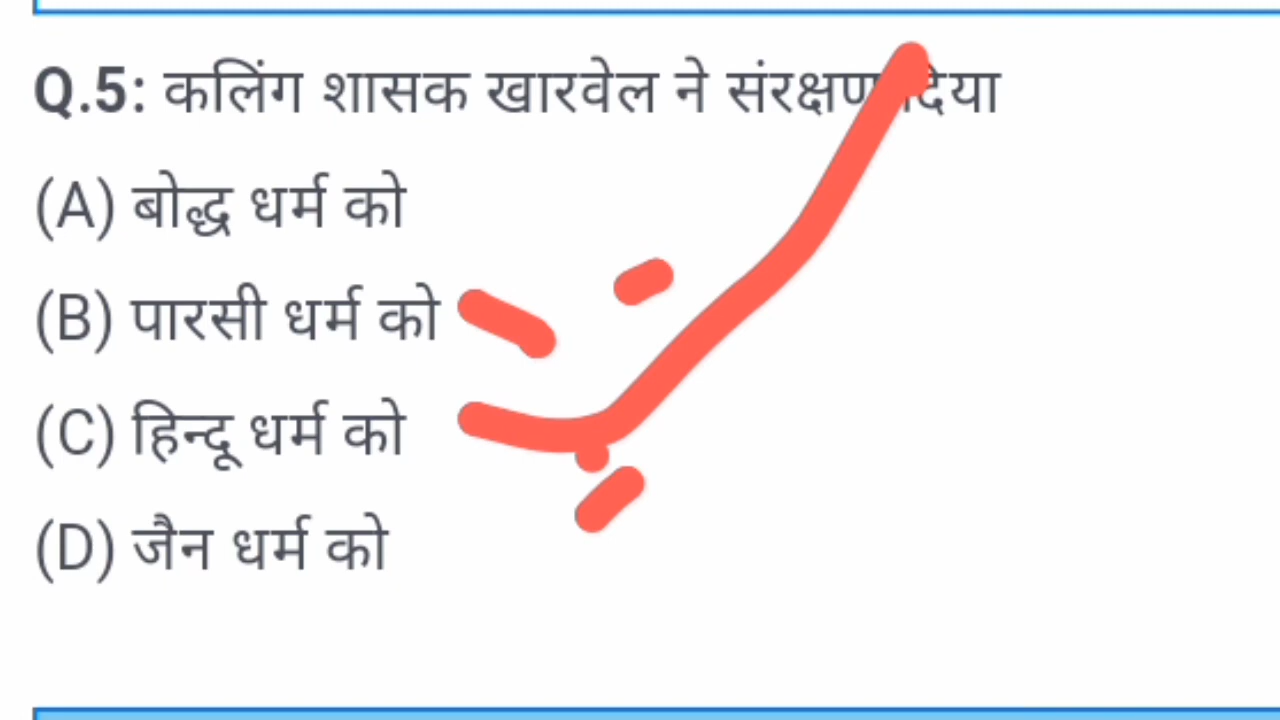 Q.5: कलिंग शासक खारवेल ने संरक्षण दिया
(A) बोद्ध धर्म को
(B) पारसी धर्म को
(C) हिन्दू धर्म को
(D) जैन धर्म को